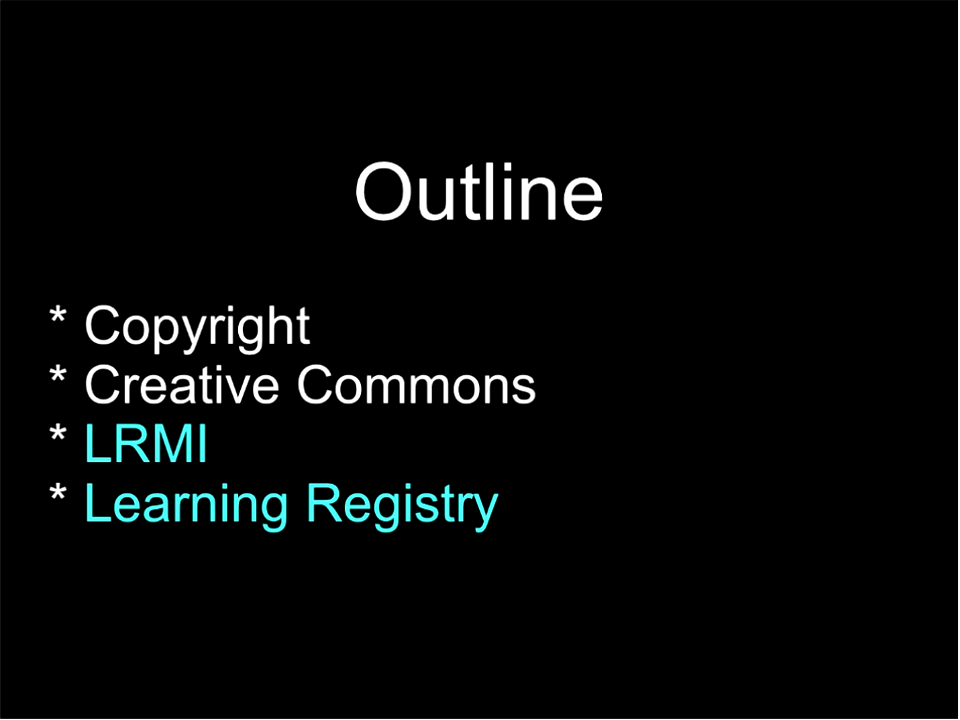 Outline
* Copyright
* Creative Commons
* LRMI
* Learning Registry